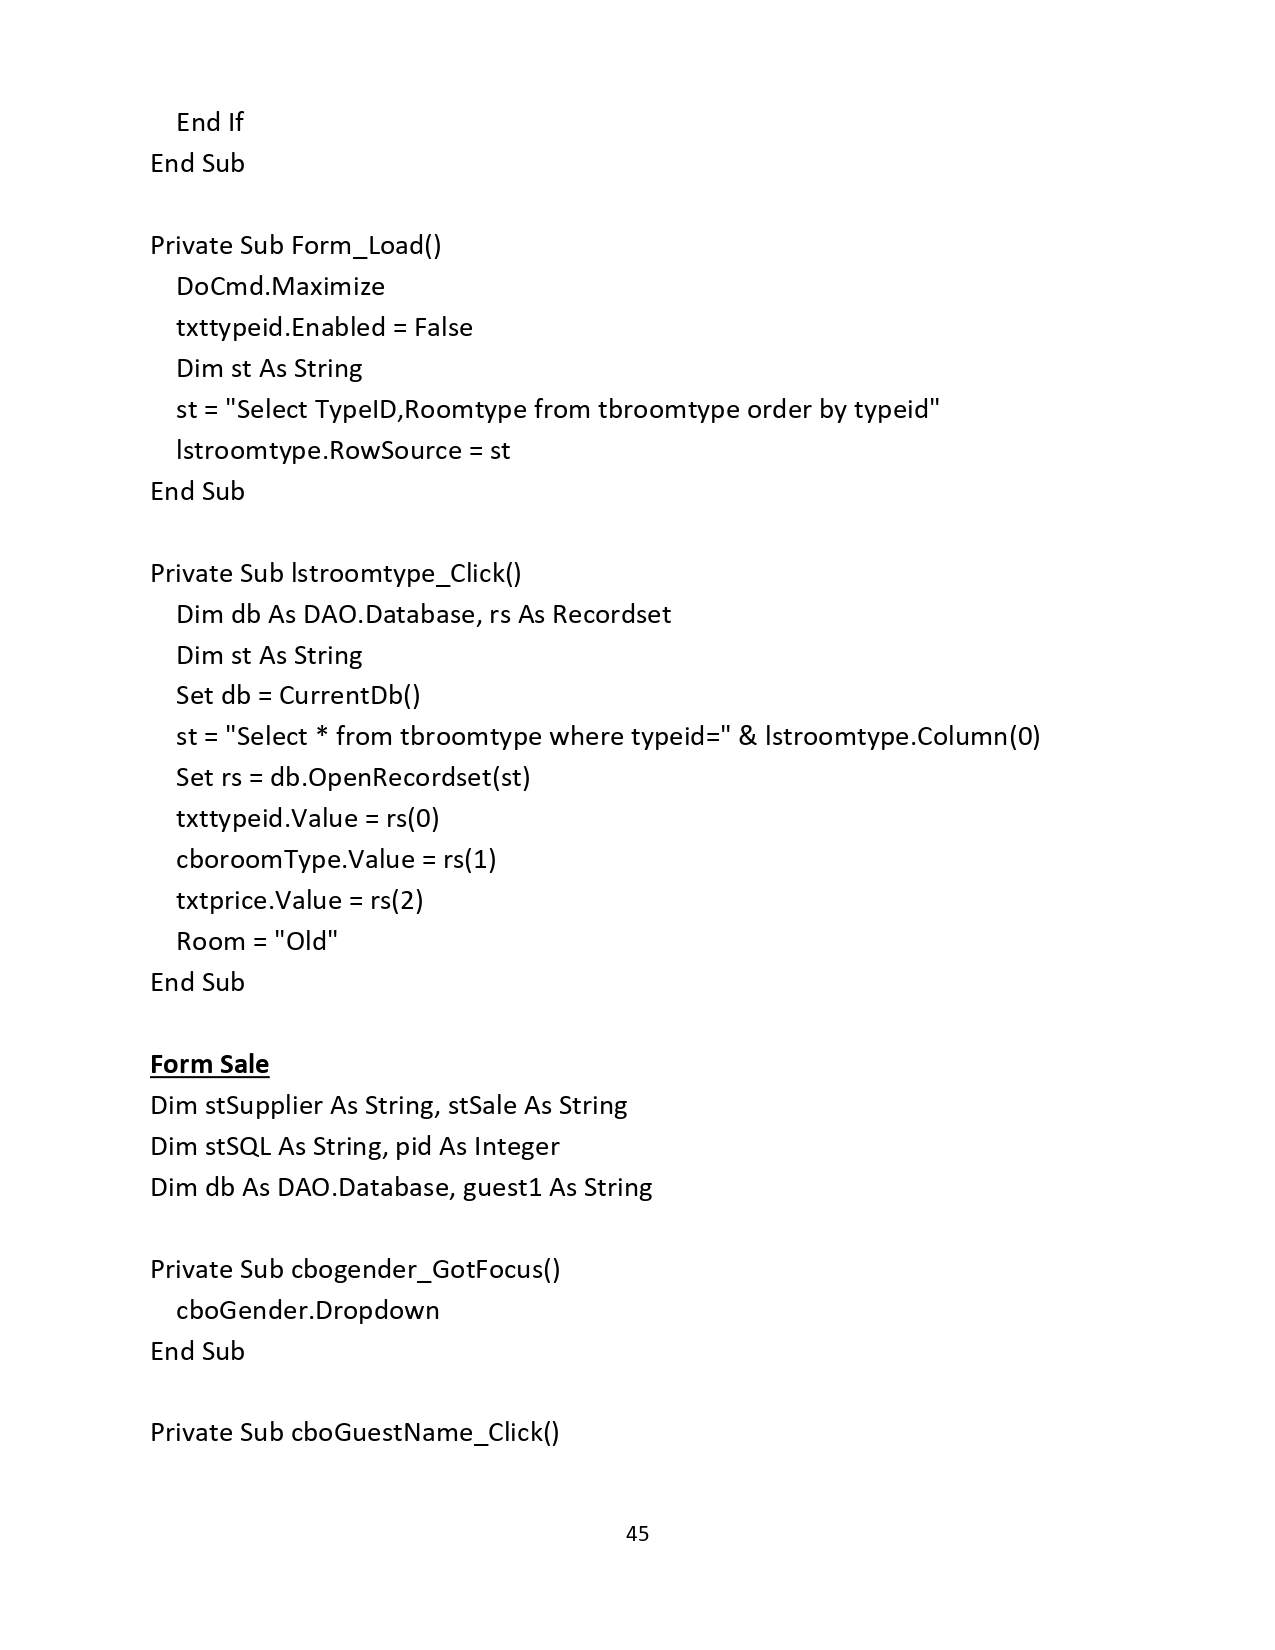 End If
End Sub
Private Sub Form_Load()
DoCmd.Maximize
txttypeid.Enabled = False
Dim st As String
st = "Select TypeID,Roomtype from tbroomtype order by typeid"
lstroomtype.RowSource = st
End Sub
Private Sub lstroomtype_Click()
Dim db As DAO.Database, rs As Recordset
Dim st As String
Set db = CurrentDb()
st = "Select * from tbroomtype where typeid=" & lstroomtype.Column(0)
Set rs = db.OpenRecordset(st)
txttypeid.Value = rs(0)
cboroomType.Value = rs(1)
txtprice.Value = rs(2)
Room = "Old"
End Sub
Form Sale
Dim stSupplier As String, stSale As String
Dim stSQL As String, pid As Integer
Dim db As DAO.Database, guest1 As String
Private Sub cbogender_GotFocus()
cboGender.Dropdown
End Sub
Private Sub cboGuestName_Click()
45